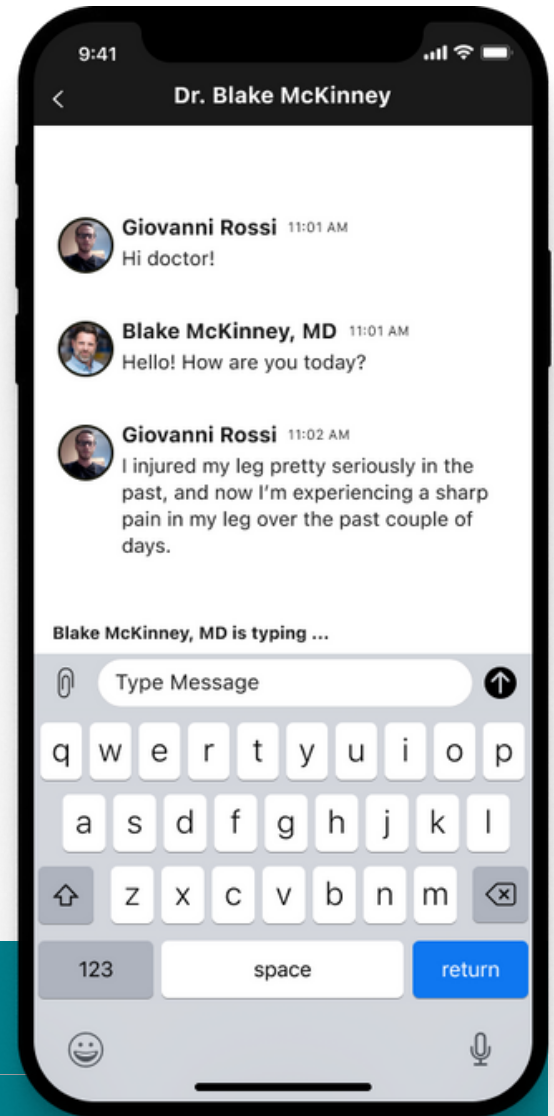 9:41
Dr. Blake McKinney
Giovanni Rossi 11:01 AM
Hi doctor!
Blake McKinney, MD 11:01 AM
Hello! How are you today?
Giovanni Rossi 11:02 AM
I injured my leg pretty seriously in the
past, and now I’m experiencing a sharp
pain in my leg over the past couple of
days.
Blake McKinney, MD is typing ...
Type Message
q w e r t y u i o p
a s d f g h j k l
z x c v b n m
123 space return